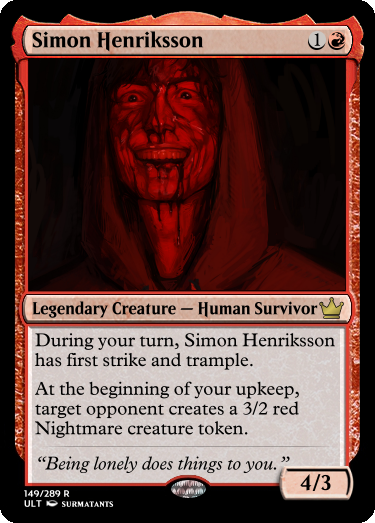 Simon Henriksson 1
Legendary Creature — Human Survivor
During your turn, Simon Henriksson
has first strike and trample.
At the beginning of your upkeep,
target opponent creates a 3/2 red
Nightmare creature token.
“Being lonely does things to you.”
4/3
149/289 R
ULT SURMATANTS